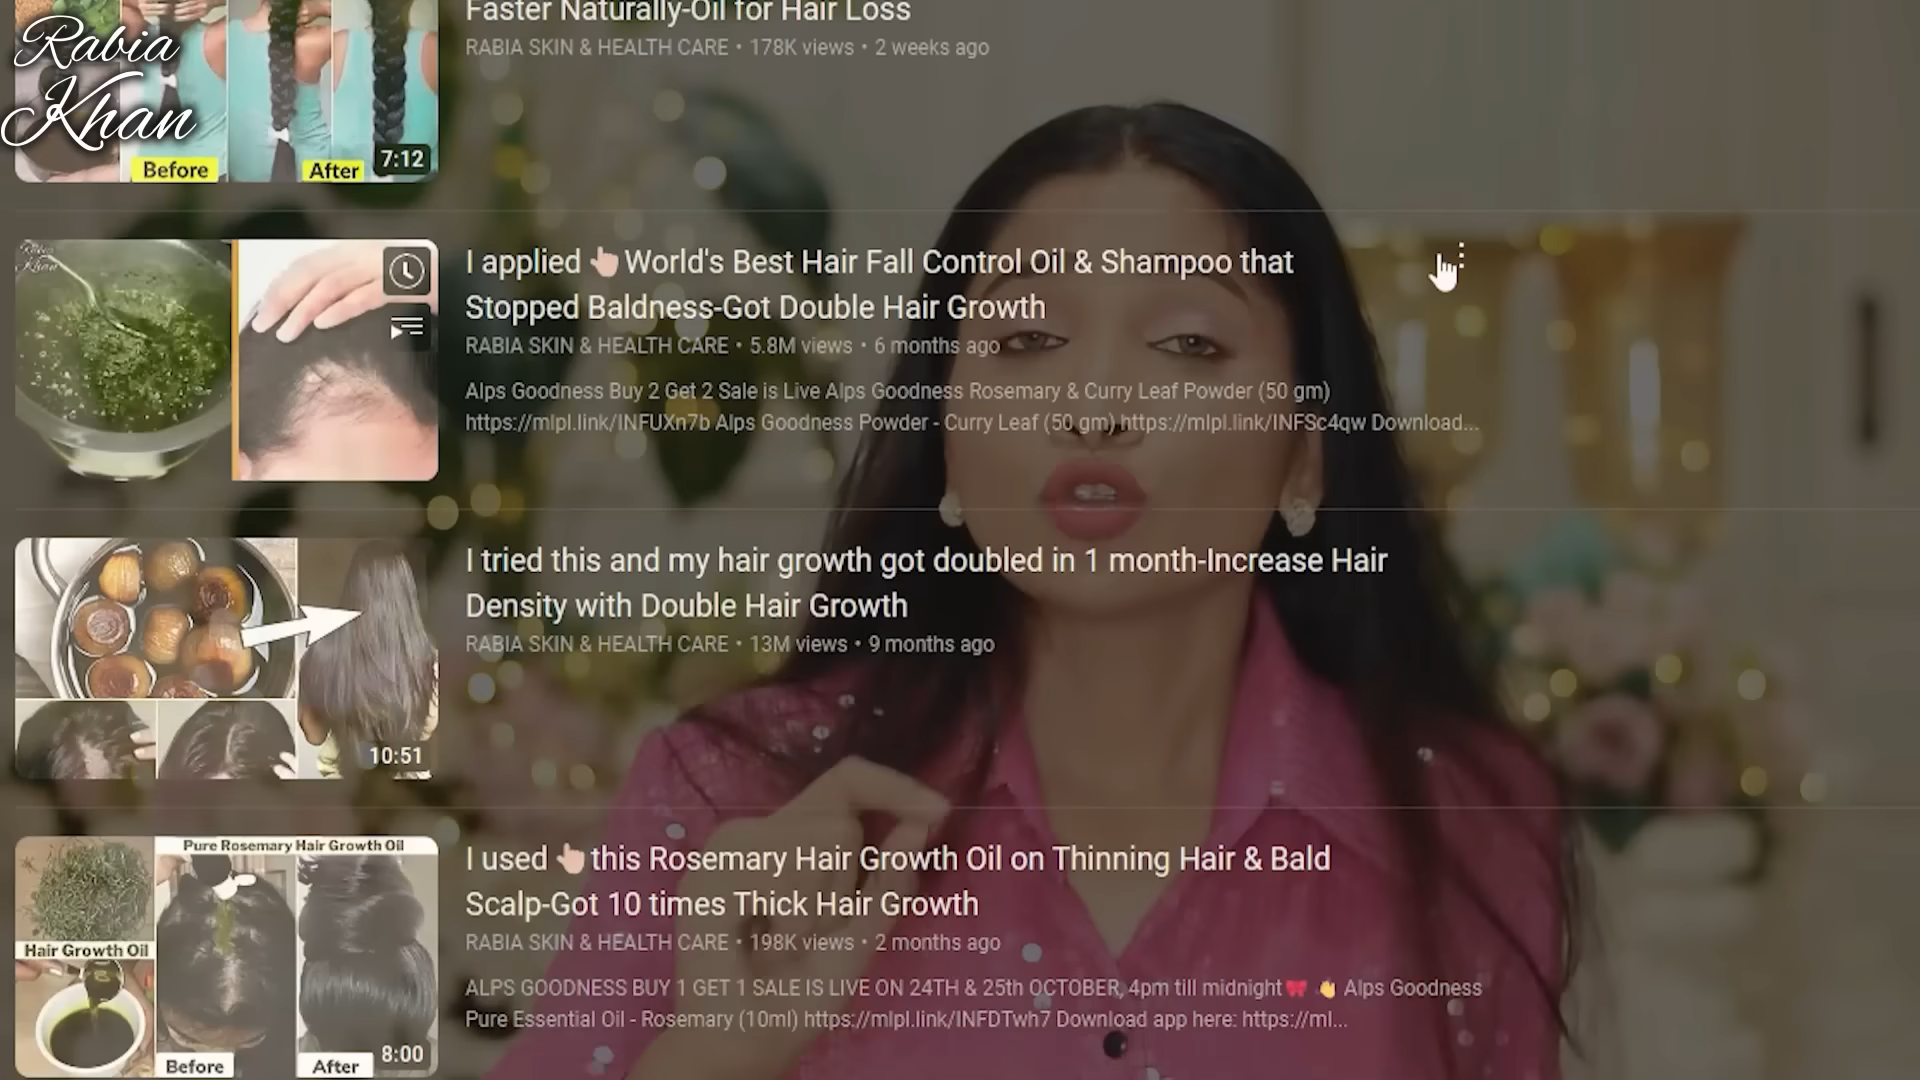 Rabia
Khan
Faster Naturally-Oil for Hair Loss
RABIA SKIN & HEALTH CARE • 178K views • 2 weeks ago
Before
After
7:12
Rabia
Khan
I applied 👆World's Best Hair Fall Control Oil & Shampoo that
Stopped Baldness-Got Double Hair Growth
RABIA SKIN & HEALTH CARE • 5.8M views • 6 months ago
Alps Goodness Buy 2 Get 2 Sale is Live Alps Goodness Rosemary & Curry Leaf Powder (50 gm)
https://mlpl.link/INFUXn7b Alps Goodness Powder - Curry Leaf (50 gm) https://mlpl.link/INFSc4qw Download...
I tried this and my hair growth got doubled in 1 month-Increase Hair
Density with Double Hair Growth
RABIA SKIN & HEALTH CARE • 13M views • 9 months ago
10:51
Pure Rosemary Hair Growth Oil
Hair Growth Oil
Before
After
8:00
I used 👆this Rosemary Hair Growth Oil on Thinning Hair & Bald
Scalp-Got 10 times Thick Hair Growth
RABIA SKIN & HEALTH CARE • 198K views • 2 months ago
ALPS GOODNESS BUY 1 GET 1 SALE IS LIVE ON 24TH & 25th OCTOBER, 4pm till midnight🎀 👋 Alps Goodness
Pure Essential Oil - Rosemary (10ml) https://mlpl.link/INFDTwh7 Download app here: https://ml...